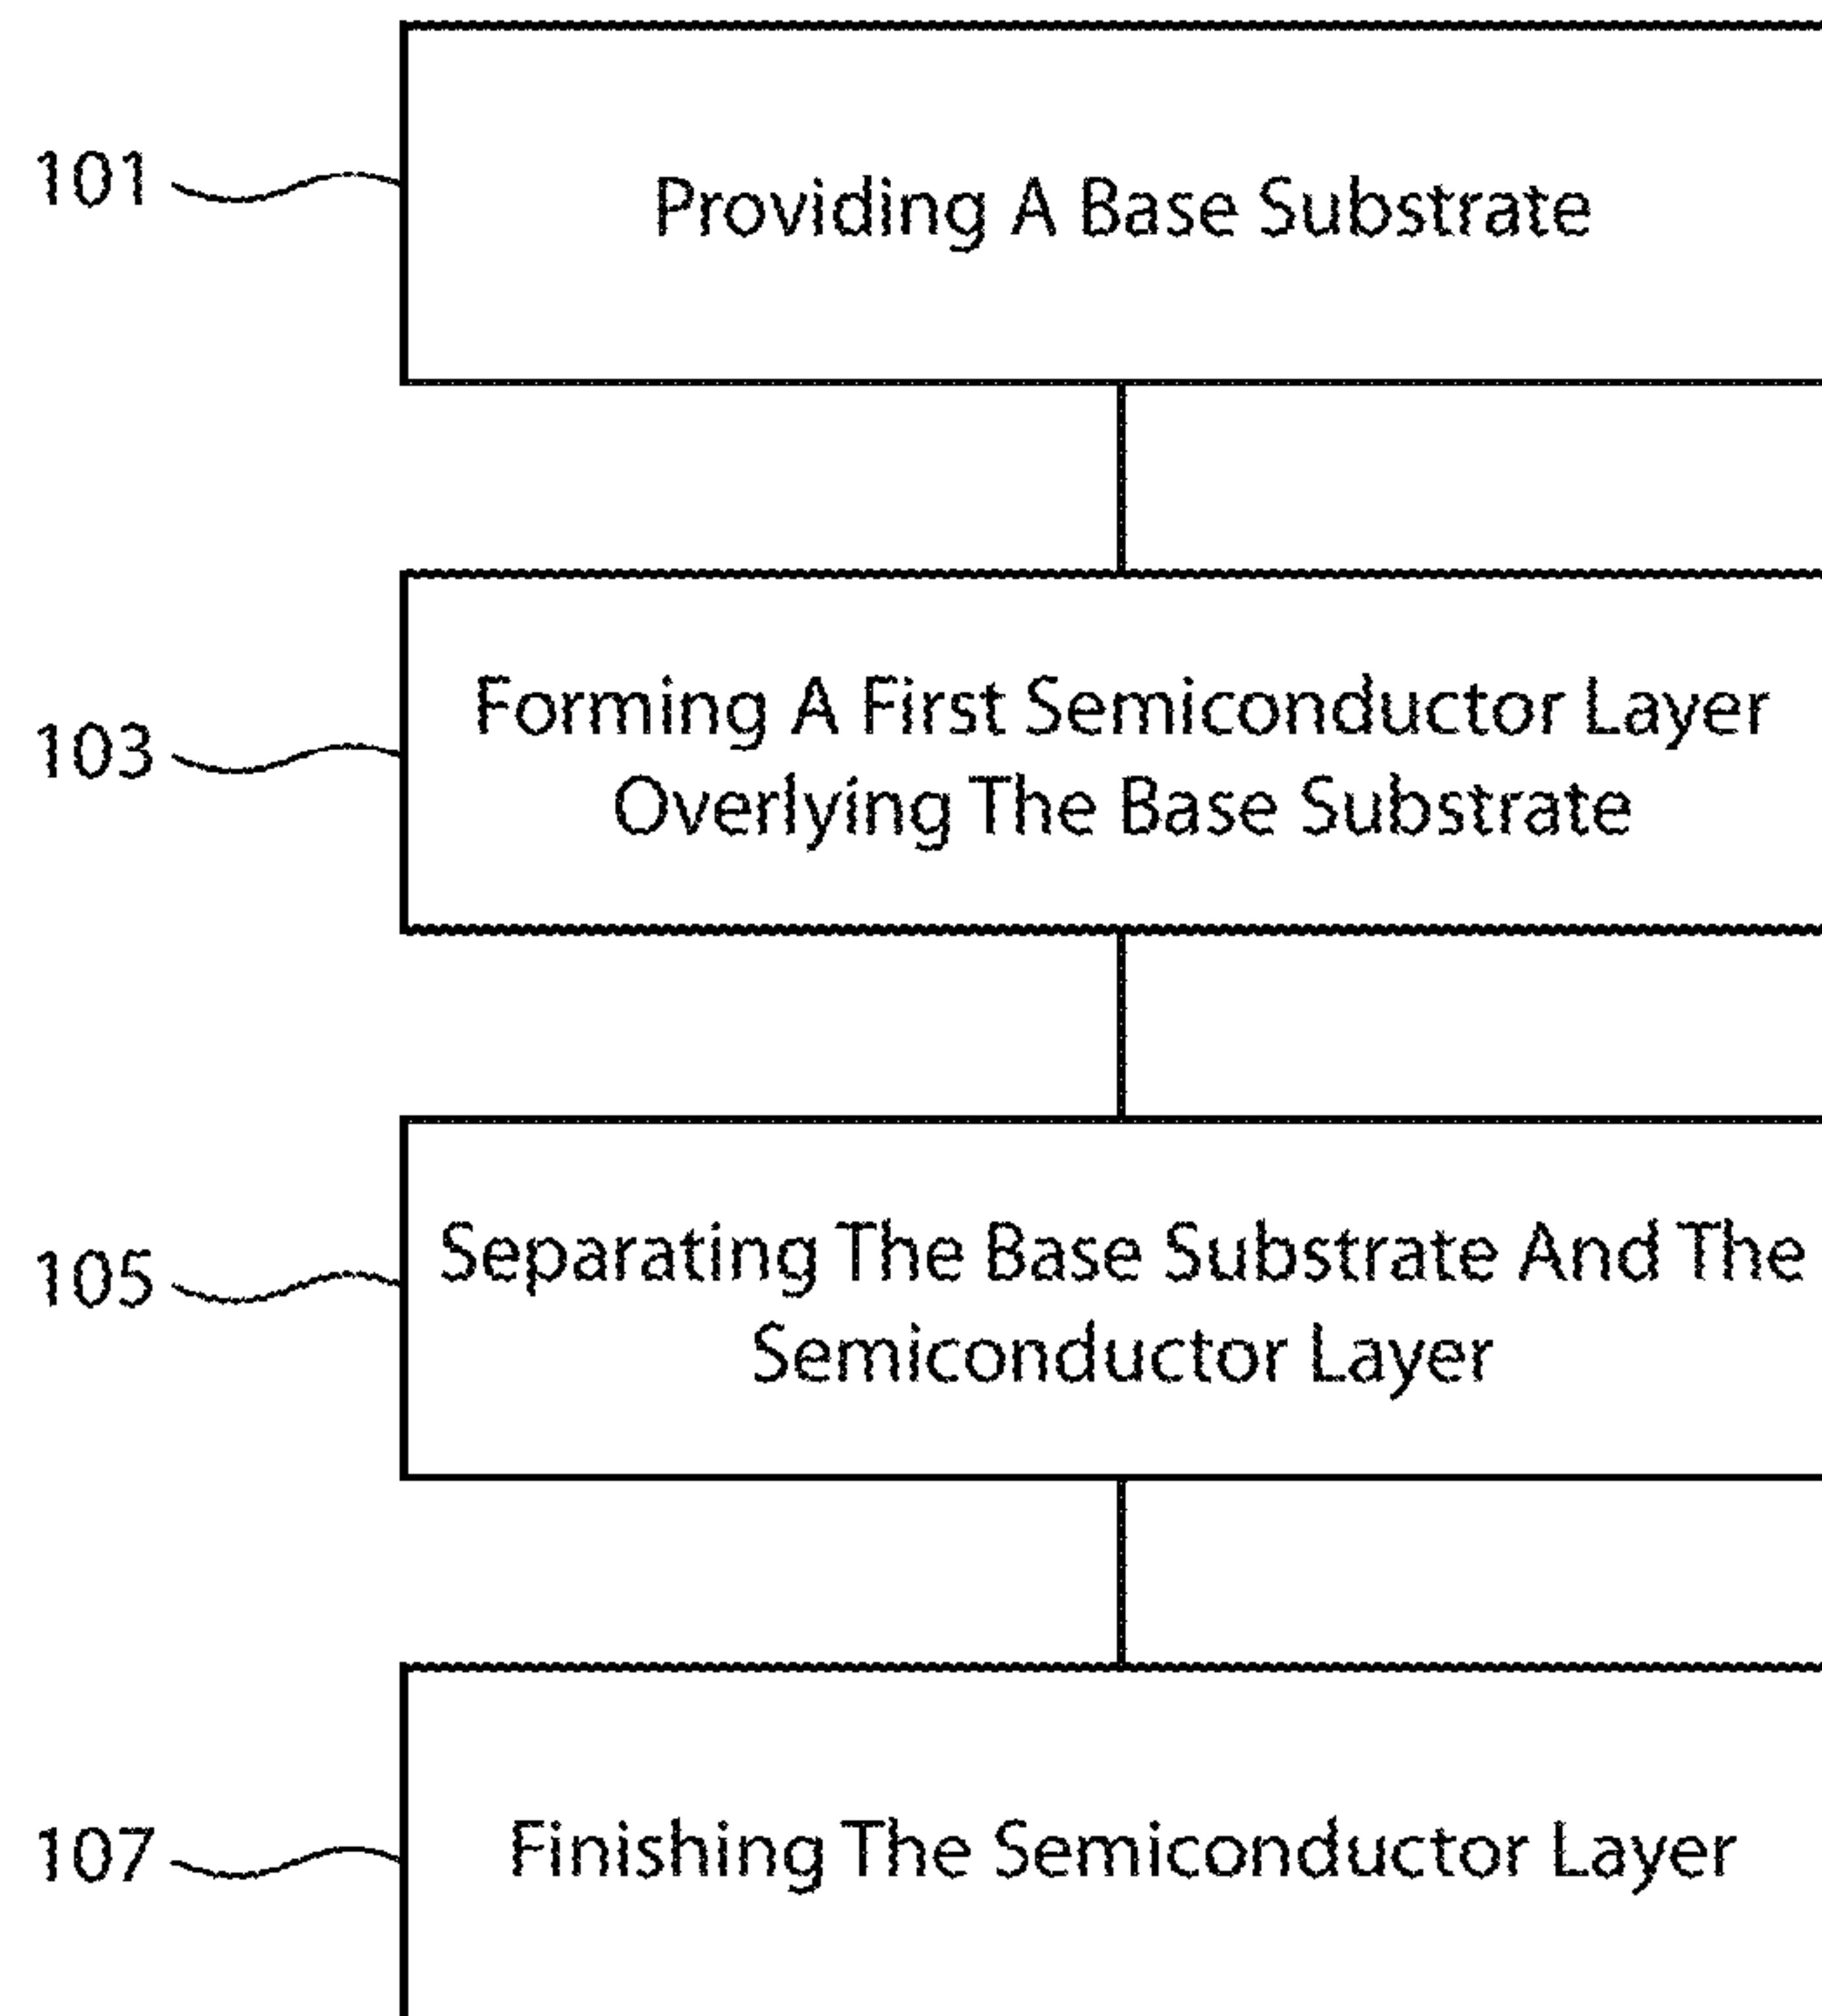 101
Providing A Base Substrate
103
Forming A First Semiconductor Layer
Overlying The Base Substrate
105
Separating The Base Substrate And The
Semiconductor Layer
107
Finishing The Semiconductor Layer